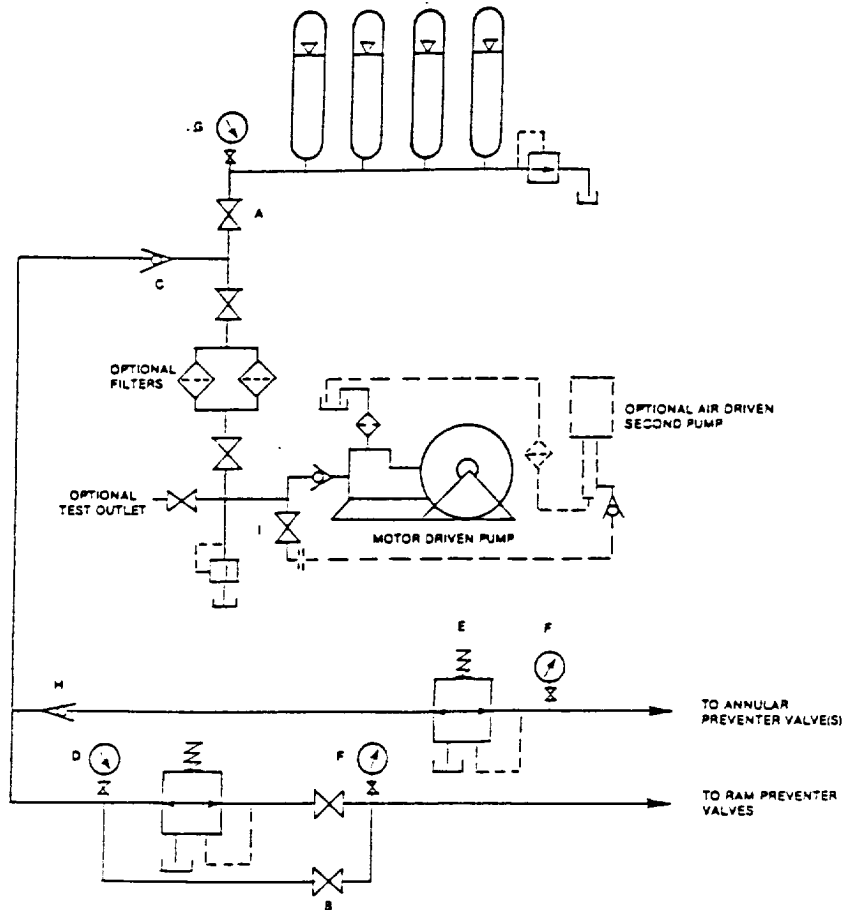 .G
A
C
OPTIONAL
FILTERS
OPTIONAL AIR DRIVEN
SECOND PUMP
OPTIONAL
TEST OUTLET
I
MOTOR DRIVEN PUMP
E
F
H
TO ANNULAR
PREVENTER VALVE(S)
D
F
TO RAM PREVENTER
VALVES
B